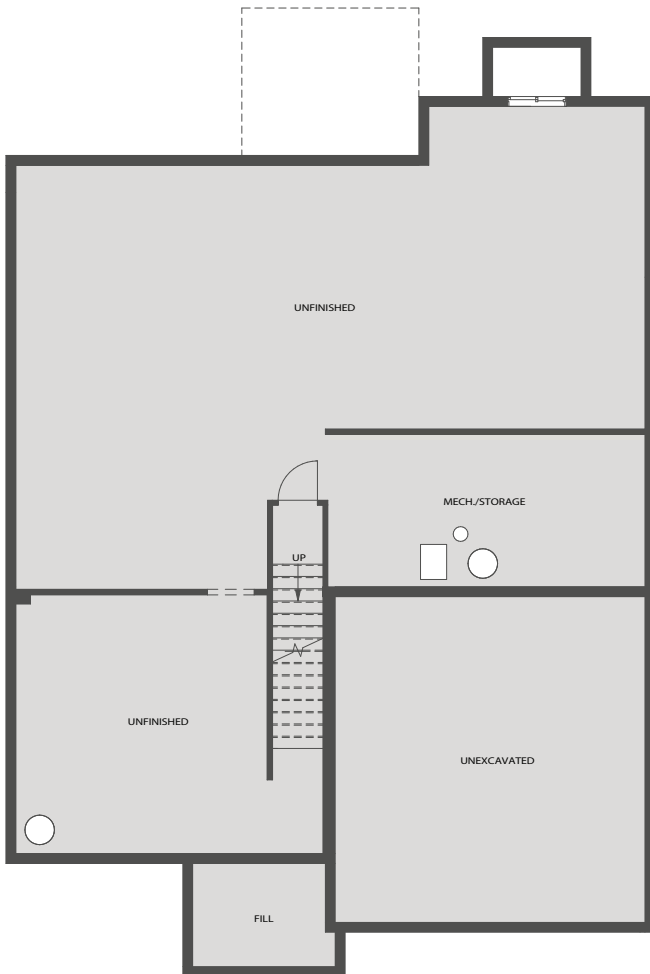 UNFINISHED
MECH./STORAGE
UP
UNFINISHED
UNEXCAVATED
FILL